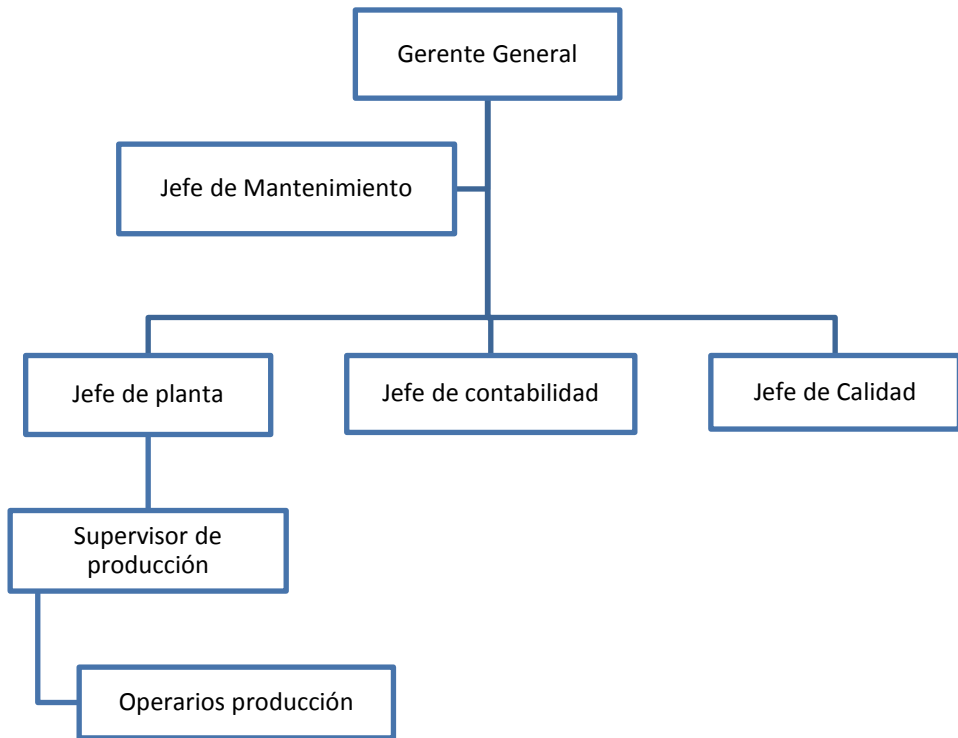 Gerente General
Jefe de Mantenimiento
Jefe de planta
Jefe de contabilidad
Jefe de Calidad
Supervisor de
producción
Operarios producción